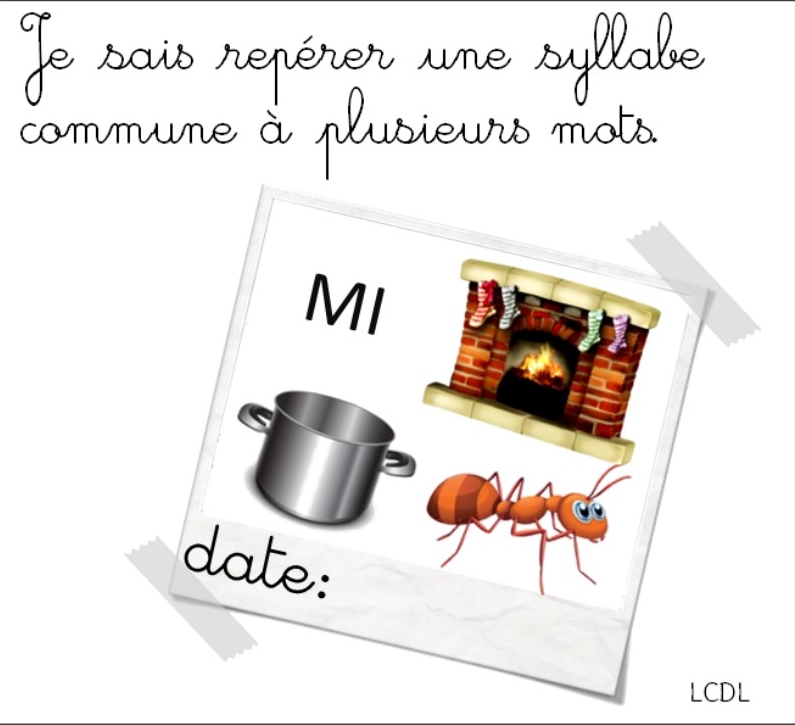 Je sais repérer une syllabe
commune à plusieurs mots.
MI
date:
LCDL